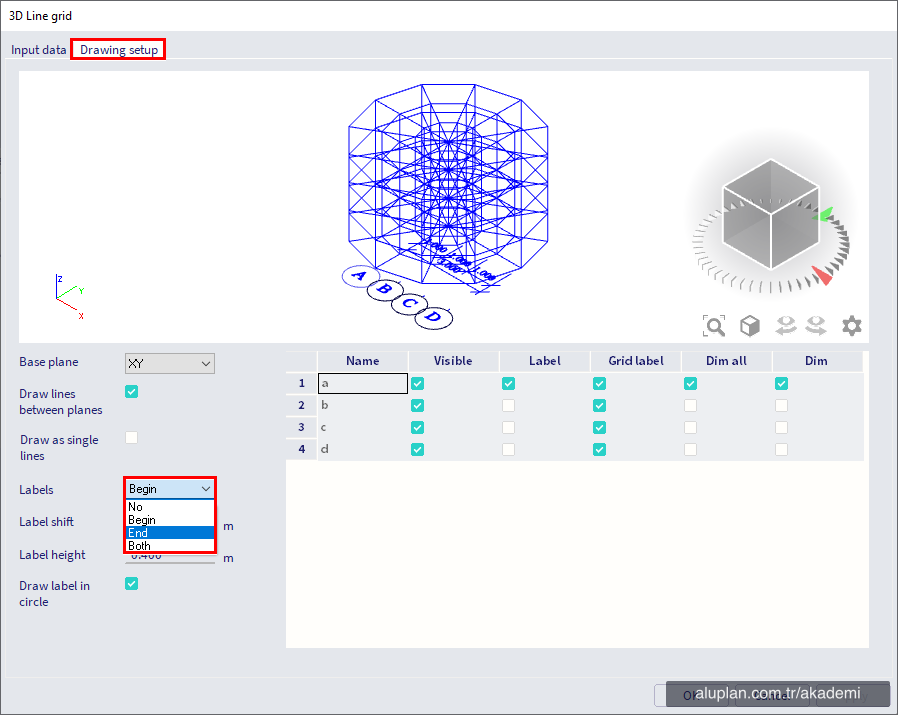 3D Line grid
Input data Drawing setup
Z
Y
X
A
B
C
D
Base plane XY
Draw lines
between planes
Draw as single
lines
Labels Begin
No
Begin
End
Both
Label shift m
Label height m
Draw label in
circle
Name Visible Label Grid label Dim all Dim
1 a
2 b
3 c
4 d
aluplan.com.tr/akademi